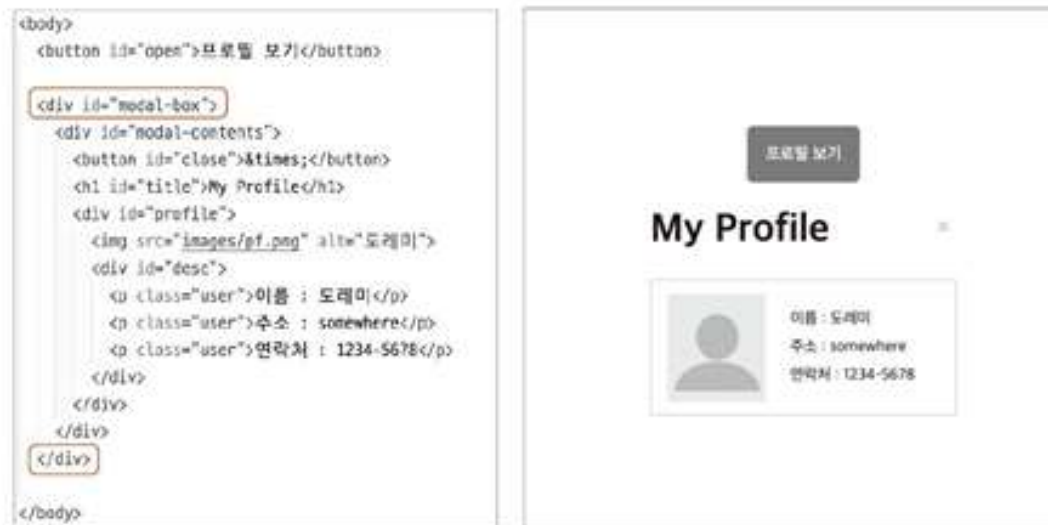 <body>
<button id="open">프로필 보기</button>
<div id="modal-box">
<div id="modal-contents">
<button id="close">&times;</button>
<h1 id="title">My Profile</h1>
<div id="profile">
<img src="images/pf.png" alt="도레미">
<div id="desc">
<p class="user">이름 : 도레미</p>
<p class="user">주소 : somewhere</p>
<p class="user">연락처 : 1234-5678</p>
</div>
</div>
</div>
</div>
</body>
프로필 보기
My Profile
×
이름 : 도레미
주소 : somewhere
연락처 : 1234-5678